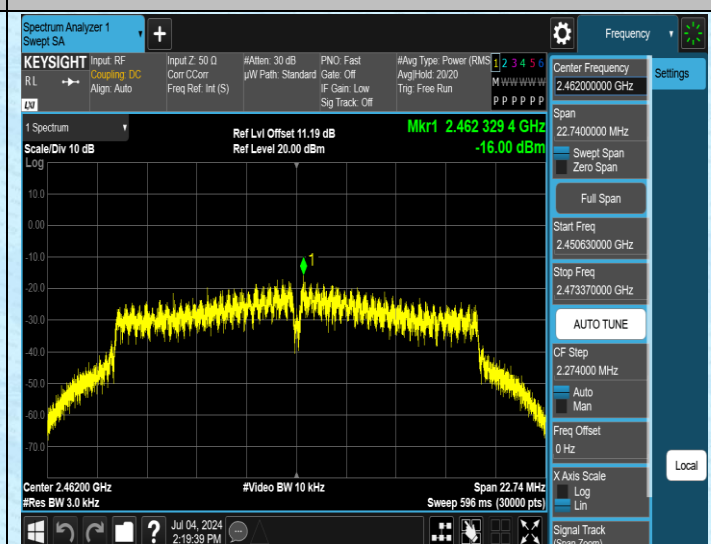 Spectrum Analyzer 1
Swept SA
Frequency
KEYSIGHT
RL
LXI
Input: RF
Coupling: DC
Align: Auto
Input Z: 50 Ω
Corr CCorr
Freq Ref: Int (S)
#Atten: 30 dB
µW Path: Standard
PNO: Fast
Gate: Off
IF Gain: Low
Sig Track: Off
#Avg Type: Power (RMS
Avg|Hold: 20/20
Trig: Free Run
1 2 3 4 5 6
M W W W W W
P P P P P P
1 Spectrum
Scale/Div 10 dB
Log
Ref Lvl Offset 11.19 dB
Ref Level 20.00 dBm
Mkr1 2.462 329 4 GHz
-16.00 dBm
10.0
0.00
-10.0
1
-20.0
-30.0
-40.0
-50.0
-60.0
-70.0
Center 2.46200 GHz
#Res BW 3.0 kHz
#Video BW 10 kHz
Span 22.74 MHz
Sweep 596 ms (30000 pts)
Center Frequency
2.462000000 GHz
Settings
Span
22.7400000 MHz
Swept Span
Zero Span
Full Span
Start Freq
2.450630000 GHz
Stop Freq
2.473370000 GHz
AUTO TUNE
CF Step
2.274000 MHz
Auto
Man
Freq Offset
0 Hz
X Axis Scale
Log
Lin
Local
Signal Track
(Span Zoom)
?
Jul 04, 2024
2:19:39 PM